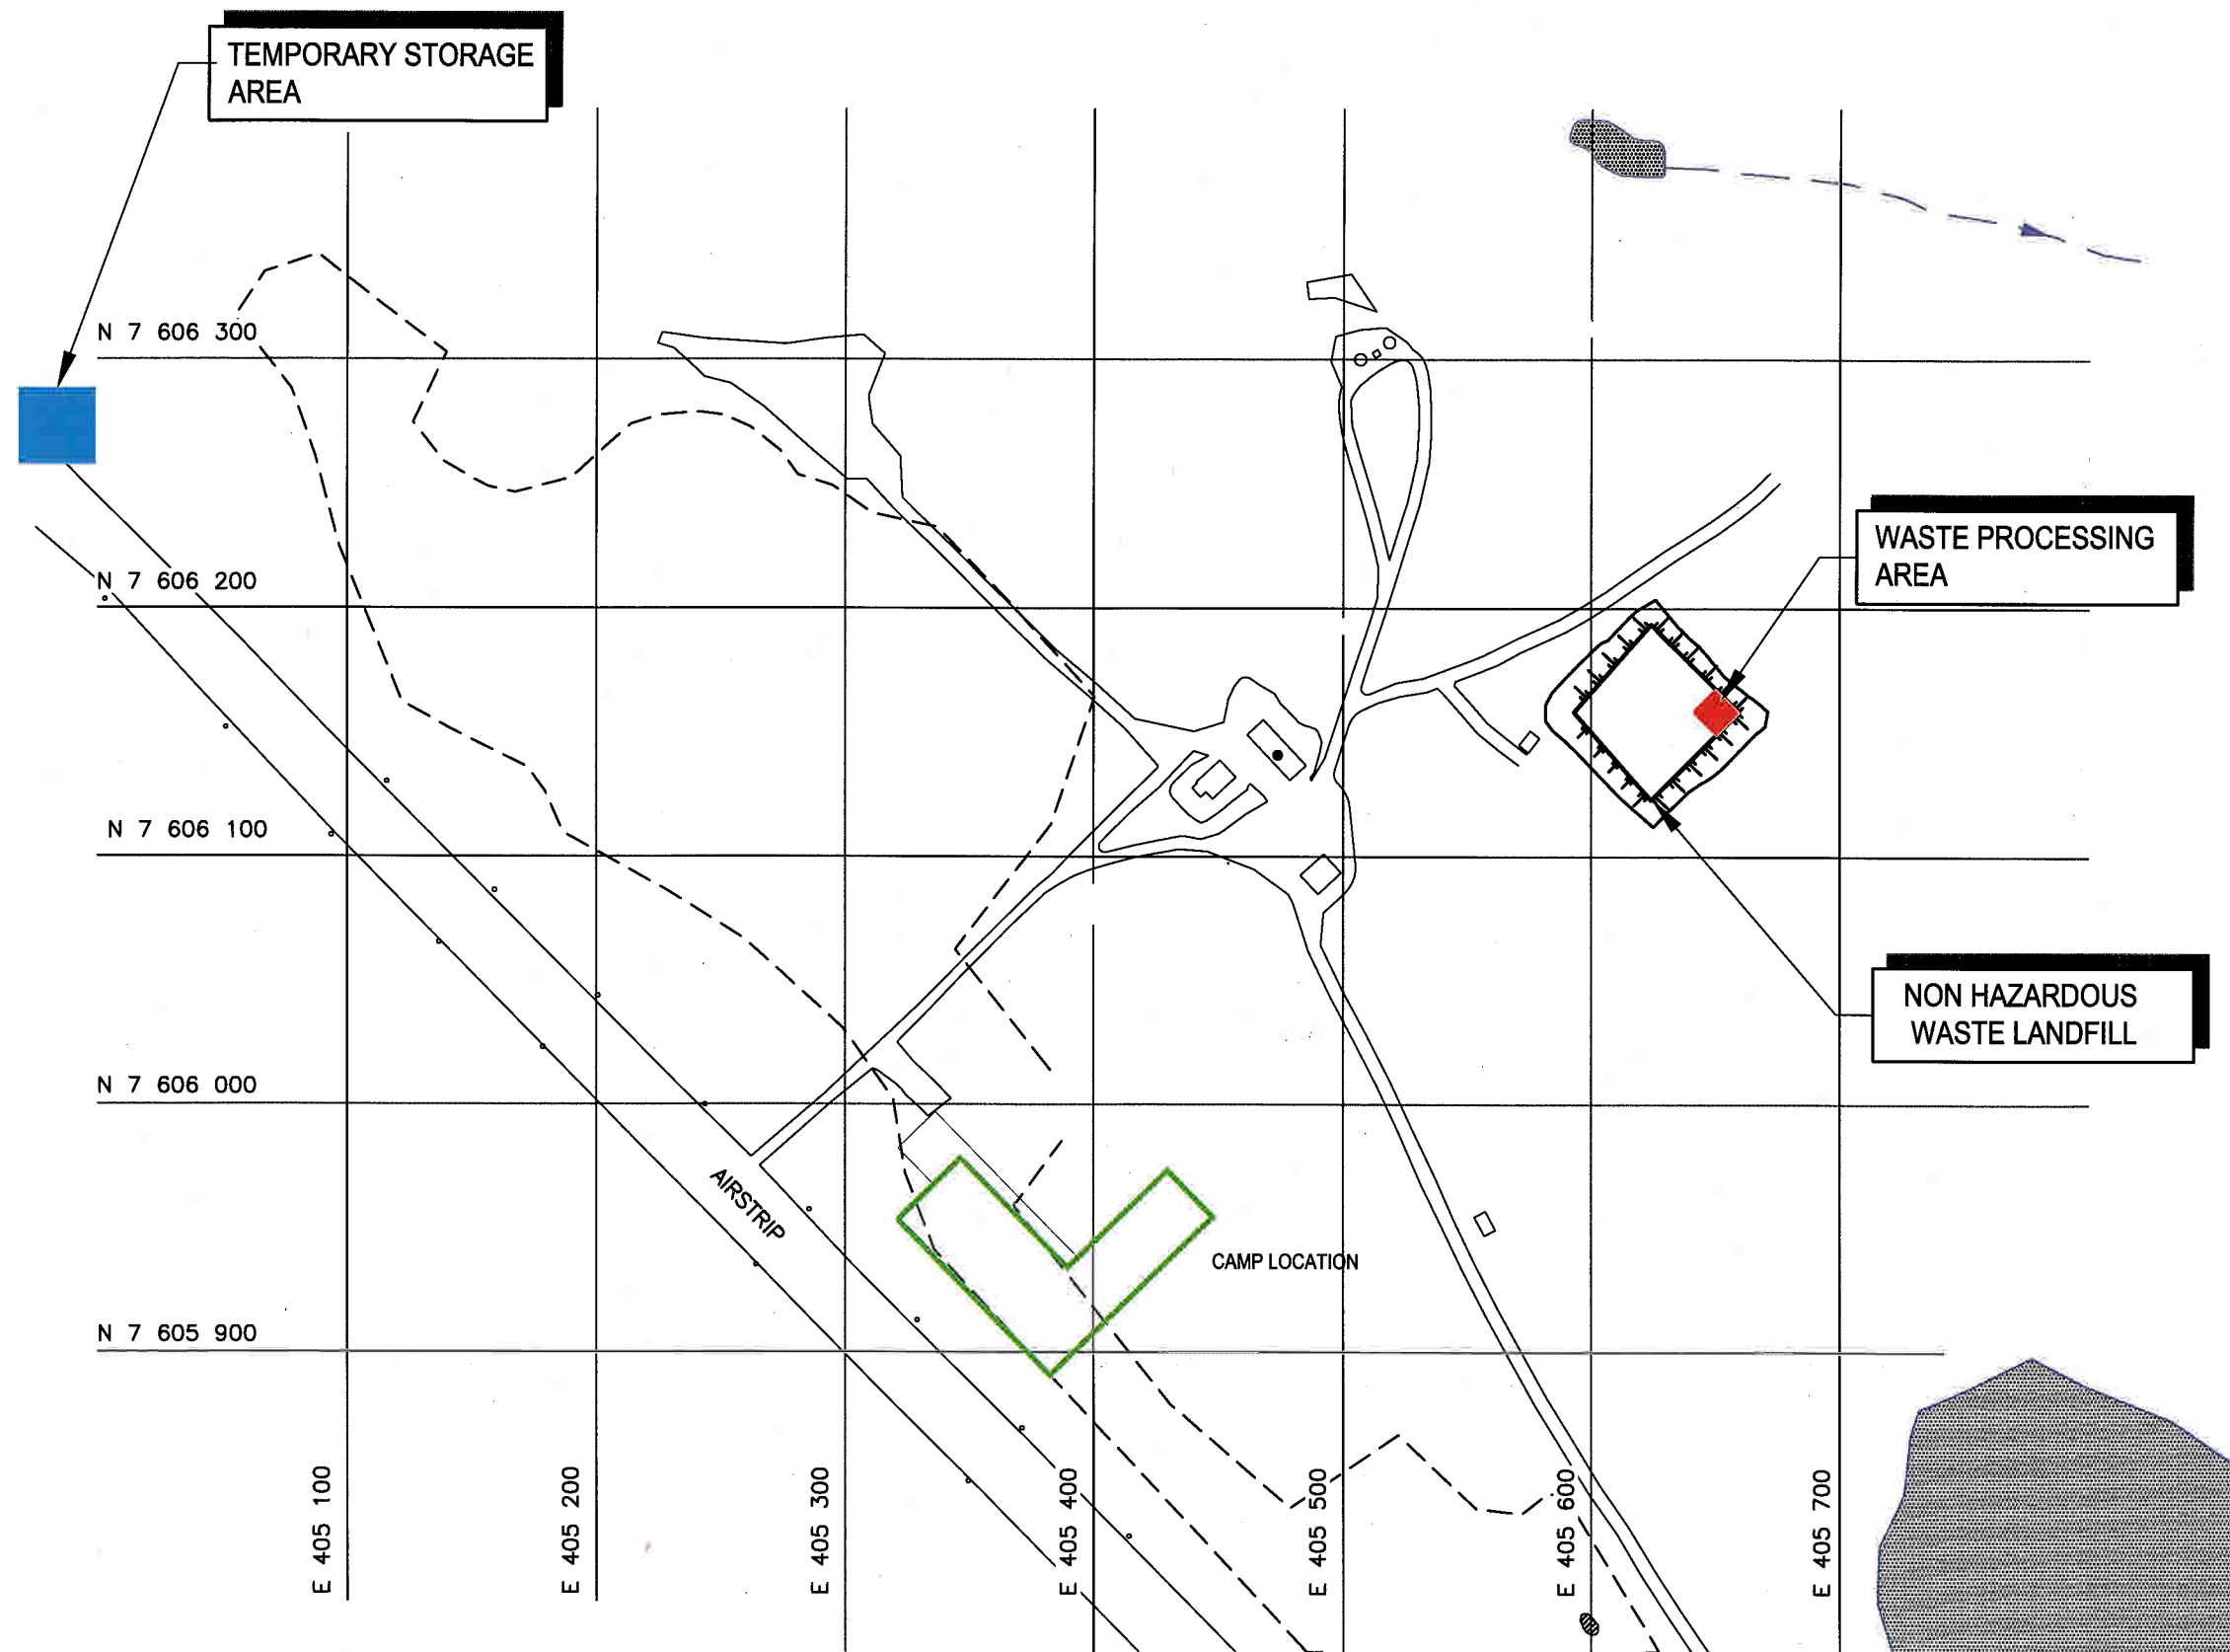 TEMPORARY STORAGE
AREA
N 7 606 300
WASTE PROCESSING
AREA
N 7 606 200
N 7 606 100
NON HAZARDOUS
WASTE LANDFILL
N 7 606 000
AIRSTRIP
CAMP LOCATION
N 7 605 900
E 405 100
E 405 200
E 405 300
E 405 400
E 405 500
E 405 600
E 405 700